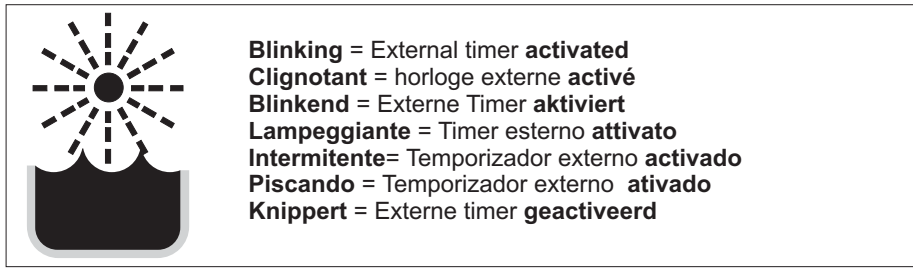 Blinking = External timer activated
Clignotant = horloge externe activé
Blinkend = Externe Timer aktiviert
Lampeggiante = Timer esterno attivato
Intermitente= Temporizador externo activado
Piscando = Temporizador externo ativado
Knippert = Externe timer geactiveerd